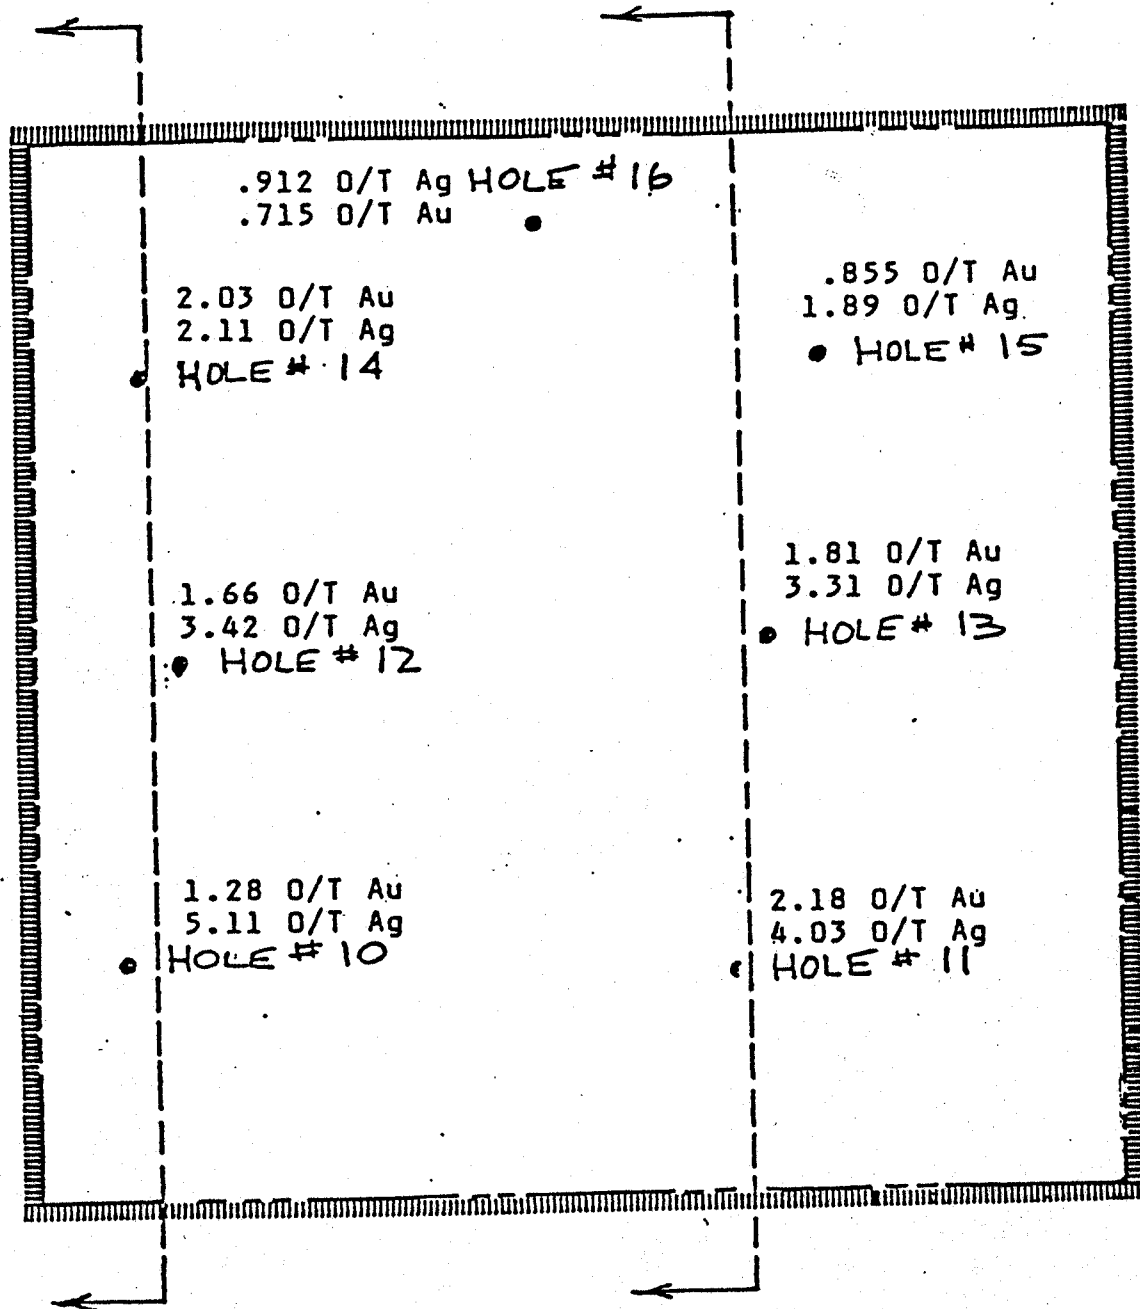 .912 O/T Ag HOLE # 16
.715 O/T Au
.855 O/T Au
1.89 O/T Ag
HOLE # 15
2.03 O/T Au
2.11 O/T Ag
HOLE # 14
1.81 O/T Au
3.31 O/T Ag
HOLE # 13
1.66 O/T Au
3.42 O/T Ag
HOLE # 12
1.28 O/T Au
5.11 O/T Ag
HOLE # 10
2.18 O/T Au
4.03 O/T Ag
HOLE # 11